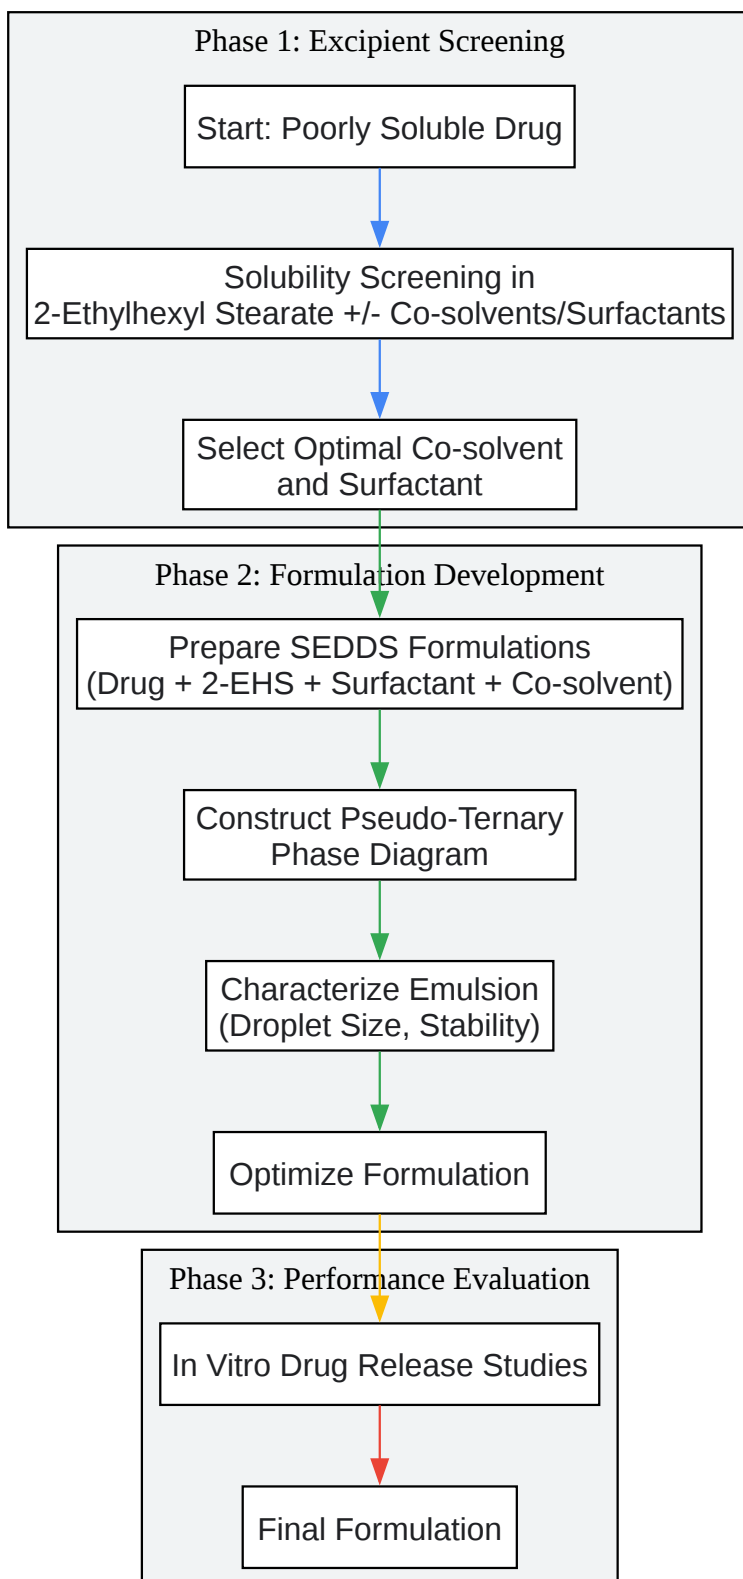 Phase 1: Excipient Screening
Start: Poorly Soluble Drug
Solubility Screening in
2-Ethylhexyl Stearate +/- Co-solvents/Surfactants
Select Optimal Co-solvent
and Surfactant
Phase 2: Formulation Development
Prepare SEDDS Formulations
(Drug + 2-EHS + Surfactant + Co-solvent)
Construct Pseudo-Ternary
Phase Diagram
Characterize Emulsion
(Droplet Size, Stability)
Optimize Formulation
Phase 3: Performance Evaluation
In Vitro Drug Release Studies
Final Formulation